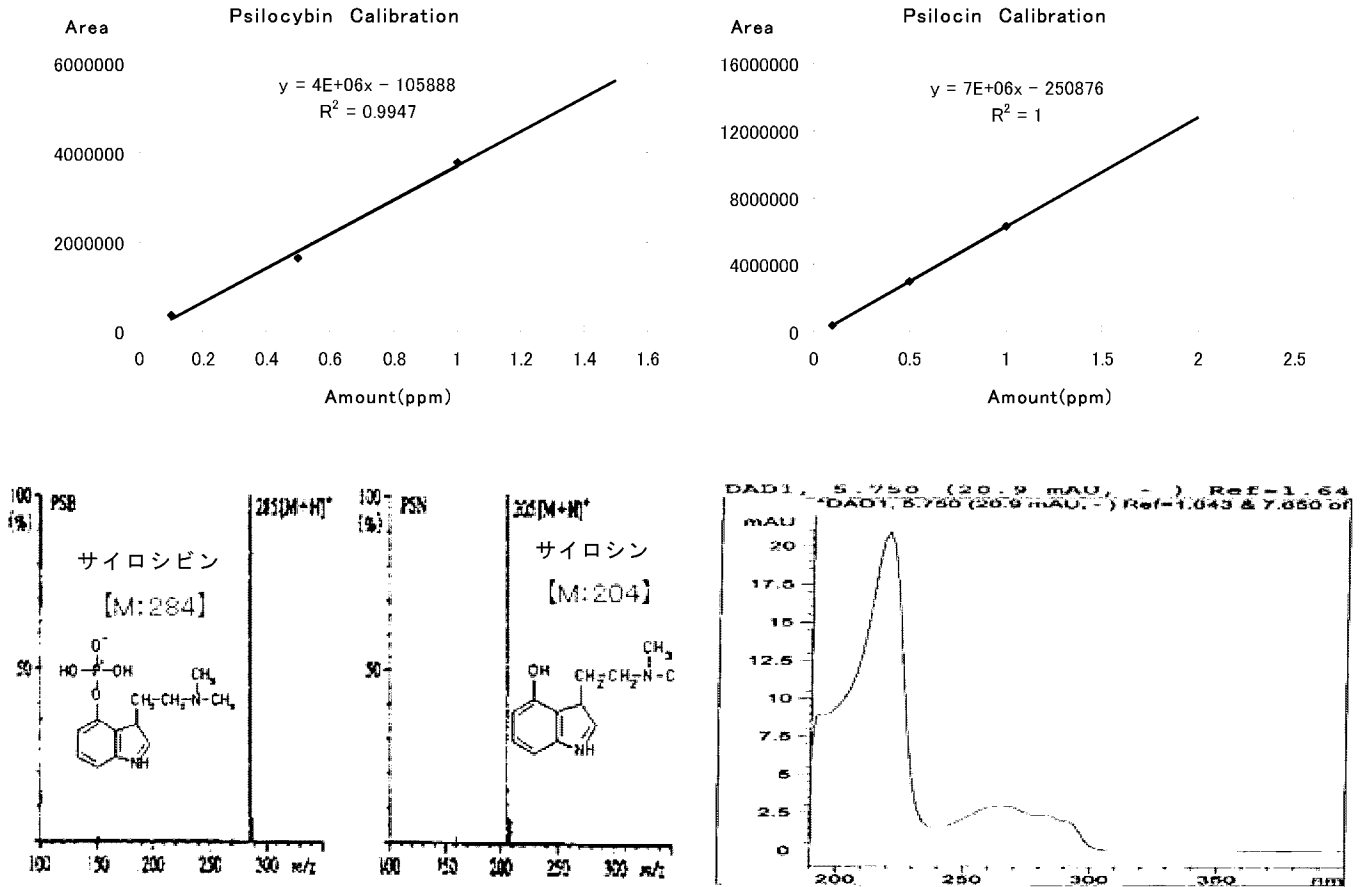 Psilocybin Calibration
Area
6000000
4000000
2000000
0
y = 4E+06x - 105888
R² = 0.9947
0 0.2 0.4 0.6 0.8 1 1.2 1.4 1.6
Amount(ppm)
Psilocin Calibration
Area
16000000
12000000
8000000
4000000
0
y = 7E+06x - 250876
R² = 1
0 0.5 1 1.5 2 2.5
Amount(ppm)
100
(%)
50
PSB
285[M+H]⁺
サイロシビン
【M:284】
O⁻
HO-P⁺-OH
O
CH₃
CH₂-CH₂-N-CH₃
NH
100 150 200 250 300 m/z
100
(%)
50
PSN
205[M+H]⁺
サイロシン
【M:204】
OH
CH₃
CH₂-CH₂-N-C
NH
100 150 200 250 300 m/z
DAD1, 5.750 (20.9 mAU, - ) Ref=1.64
*DAD1, 5.750 (20.9 mAU, - ) Ref=1.043 & 7.650 of
mAU
20
17.5
15
12.5
10
7.5
5
2.5
0
200 250 300 350 nm